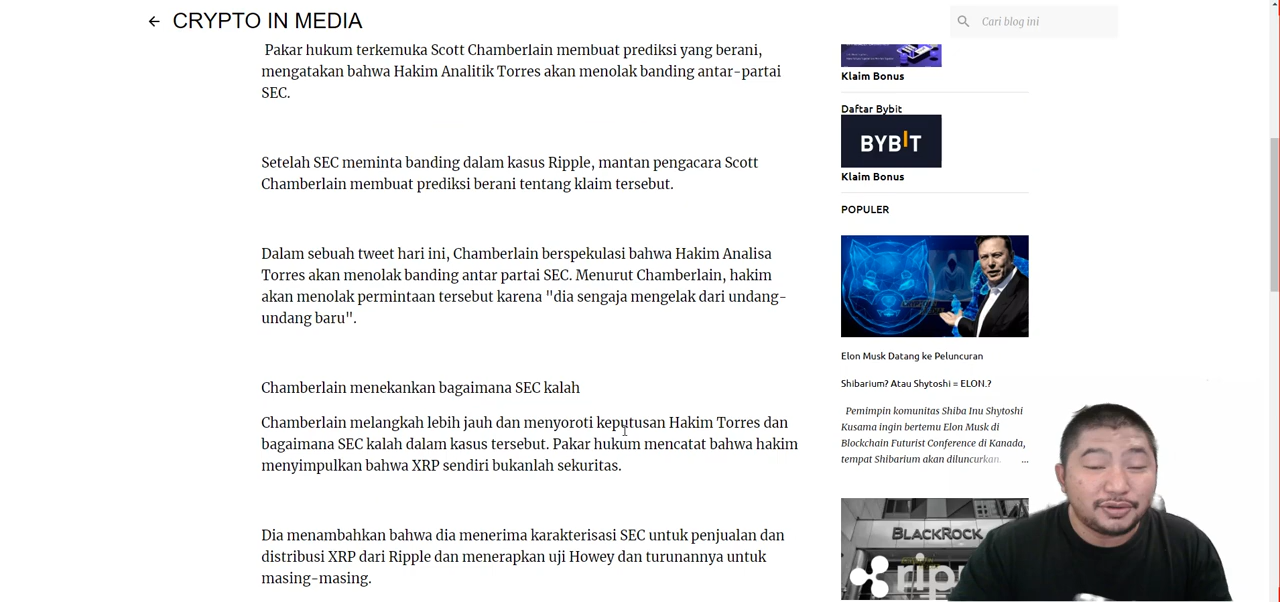 CRYPTO IN MEDIA
Cari blog ini
Pakar hukum terkemuka Scott Chamberlain membuat prediksi yang berani,
mengatakan bahwa Hakim Analitik Torres akan menolak banding antar-partai
SEC.
Setelah SEC meminta banding dalam kasus Ripple, mantan pengacara Scott
Chamberlain membuat prediksi berani tentang klaim tersebut.
Dalam sebuah tweet hari ini, Chamberlain berspekulasi bahwa Hakim Analisa
Torres akan menolak banding antar partai SEC. Menurut Chamberlain, hakim
akan menolak permintaan tersebut karena "dia sengaja mengelak dari undang-
undang baru".
Chamberlain menekankan bagaimana SEC kalah
Chamberlain melangkah lebih jauh dan menyoroti keputusan Hakim Torres dan
bagaimana SEC kalah dalam kasus tersebut. Pakar hukum mencatat bahwa hakim
menyimpulkan bahwa XRP sendiri bukanlah sekuritas.
Dia menambahkan bahwa dia menerima karakterisasi SEC untuk penjualan dan
distribusi XRP dari Ripple dan menerapkan uji Howey dan turunannya untuk
masing-masing.
Klaim Bonus
Daftar Bybit
BYBIT
Klaim Bonus
POPULER
Elon Musk Datang ke Peluncuran
Shibarium? Atau Shytoshi = ELON.?
Pemimpin komunitas Shiba Inu Shytoshi
Kusama ingin bertemu Elon Musk di
Blockchain Futurist Conference di Kanada,
tempat Shibarium akan diluncurkan.
...
BLACKROCK